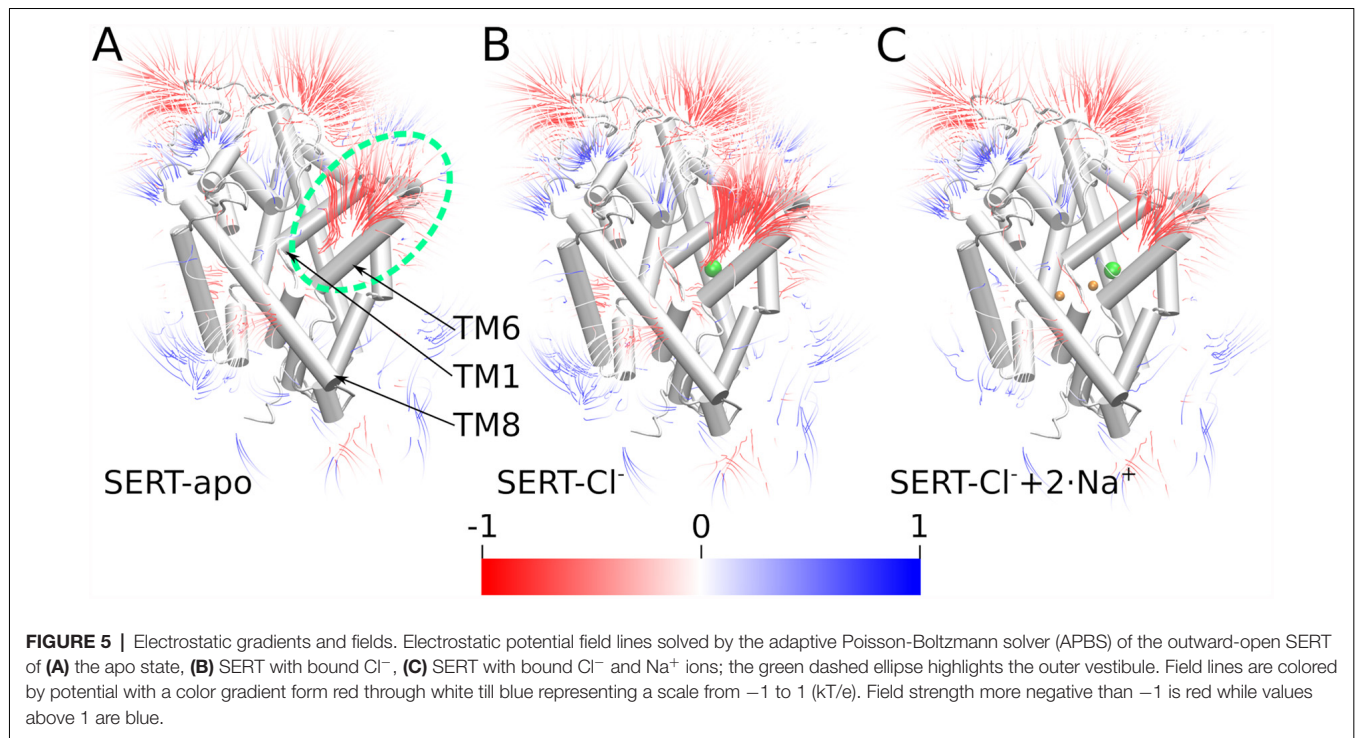 A
B
C
TM6
TM1
TM8
SERT-apo
SERT-Cl⁻
SERT-Cl⁻+2·Na⁺
-1
0
1
FIGURE 5 | Electrostatic gradients and fields. Electrostatic potential field lines solved by the adaptive Poisson-Boltzmann solver (APBS) of the outward-open SERT
of (A) the apo state, (B) SERT with bound Cl⁻, (C) SERT with bound Cl⁻ and Na⁺ ions; the green dashed ellipse highlights the outer vestibule. Field lines are colored
by potential with a color gradient form red through white till blue representing a scale from −1 to 1 (kT/e). Field strength more negative than −1 is red while values
above 1 are blue.